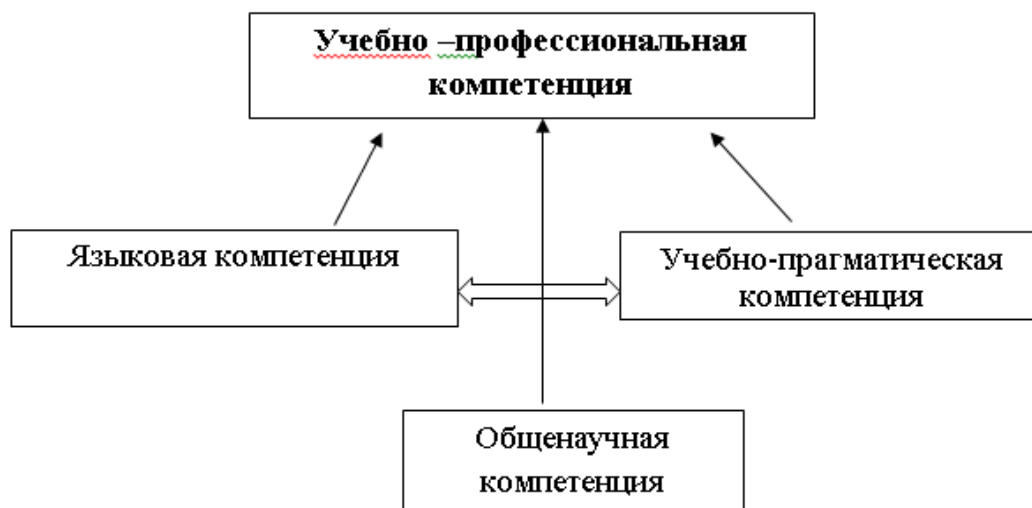 Учебно –профессиональная
компетенция
Языковая компетенция
Учебно-прагматическая
компетенция
Общенаучная
компетенция